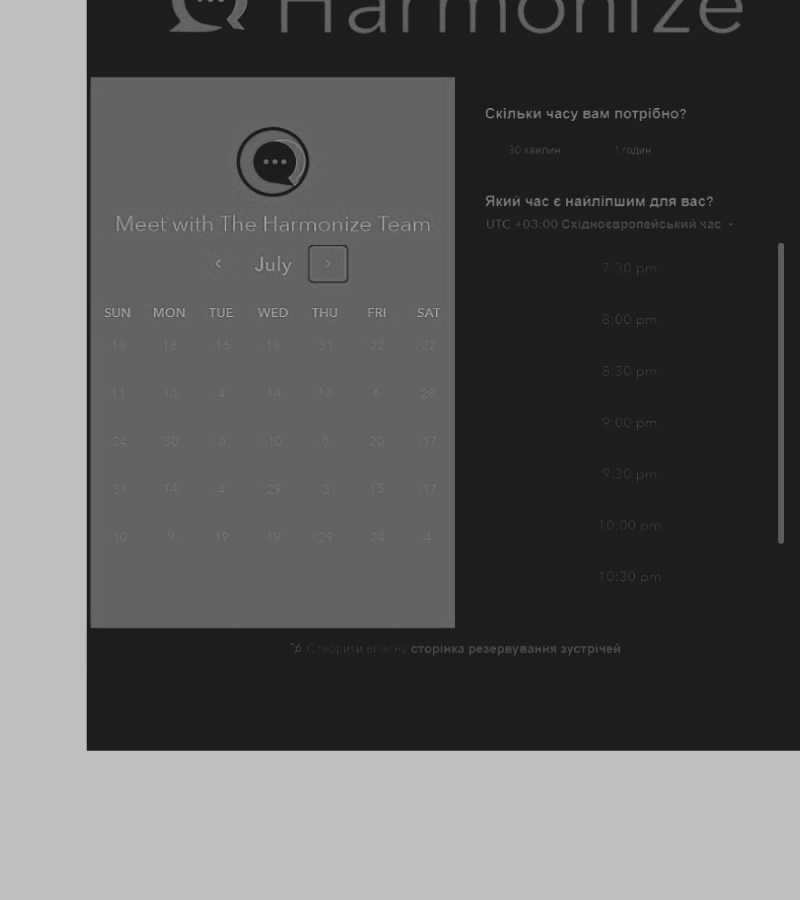 Harmonize
Meet with The Harmonize Team
July
SUN MON TUE WED THU FRI SAT
13 18 16 18 31 22 22
11 13 4 14 13 6 28
24 30 8 10 8 20 17
31 14 4 29 3 15 17
10 9 19 19 29 24 4
Скільки часу вам потрібно?
30 хвилин 1 годин
Який час є найліпшим для вас?
UTC +03:00 Східноєвропейський час
7:30 pm
8:00 pm
8:30 pm
9:00 pm
9:30 pm
10:00 pm
10:30 pm
Створити власну сторінка резервування зустрічей